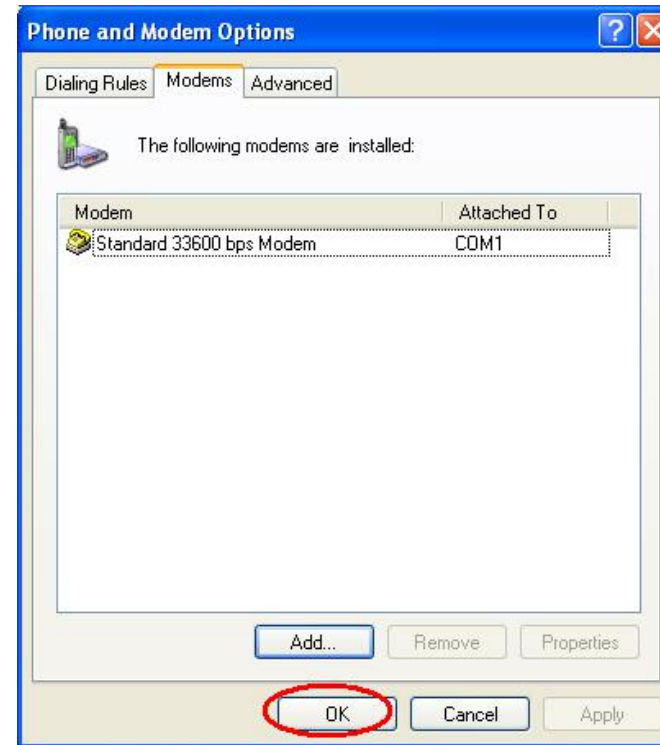 Phone and Modem Options
Dialing Rules Modems Advanced
The following modems are installed:
Modem Attached To
Standard 33600 bps Modem COM1
Add... Remove Properties
OK Cancel Apply